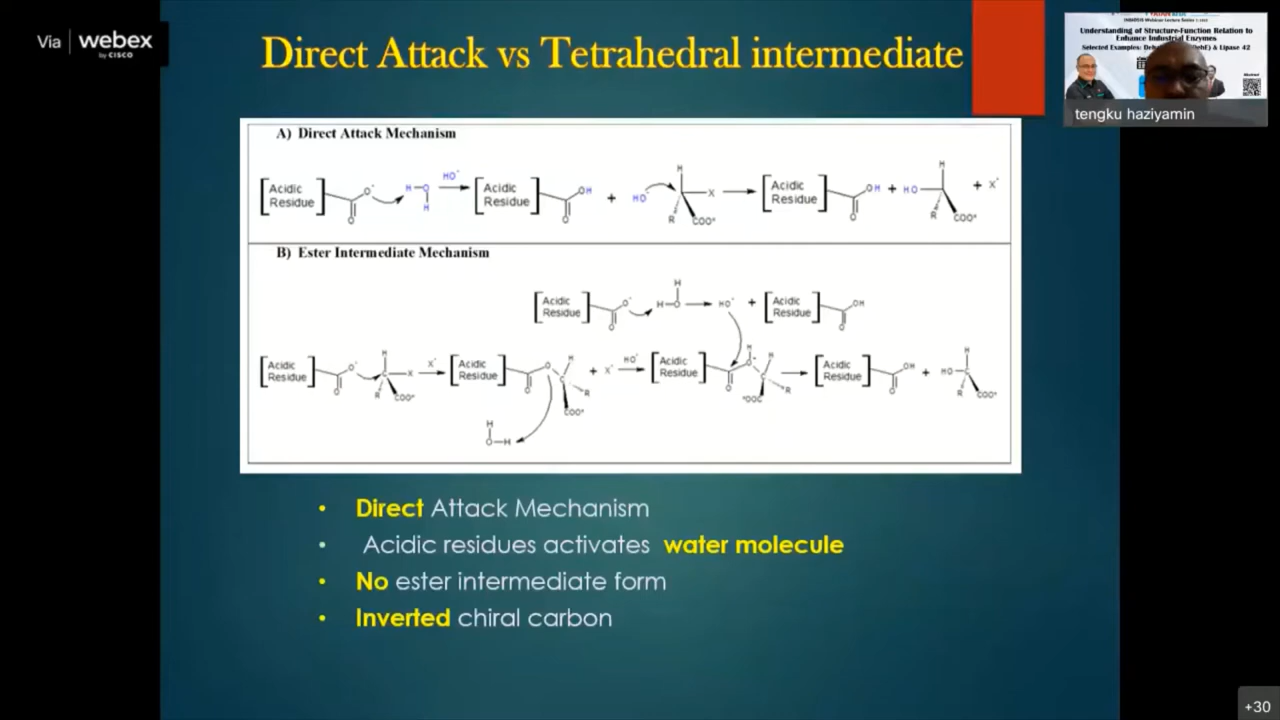 Via webex
by CISCO
Direct Attack vs Tetrahedral intermediate
Understanding of Structure-Function Relation to
Enhance Industrial Enzymes
tengku haziyamin
A) Direct Attack Mechanism
Acidic
Residue
O⁻
O
H O
H
HO⁻
Acidic
Residue
OH
O
+
HO⁻
H
X
R
COO⁻
Acidic
Residue
OH
O
+
HO
H
R
COO⁻
+ X⁻
B) Ester Intermediate Mechanism
Acidic
Residue
O⁻
O
H
H-O
HO⁻
+
Acidic
Residue
OH
O
Acidic
Residue
O⁻
O
H
C X
R
COO⁻
X⁻
Acidic
Residue
O
O
H
C
R
COO⁻
+ X⁻
HO⁻
Acidic
Residue
O
H
H
C
R
⁻OOC
Acidic
Residue
OH
O
+
H
HO C
R
COO⁻
H
O-H
• Direct Attack Mechanism
• Acidic residues activates water molecule
• No ester intermediate form
• Inverted chiral carbon
+30